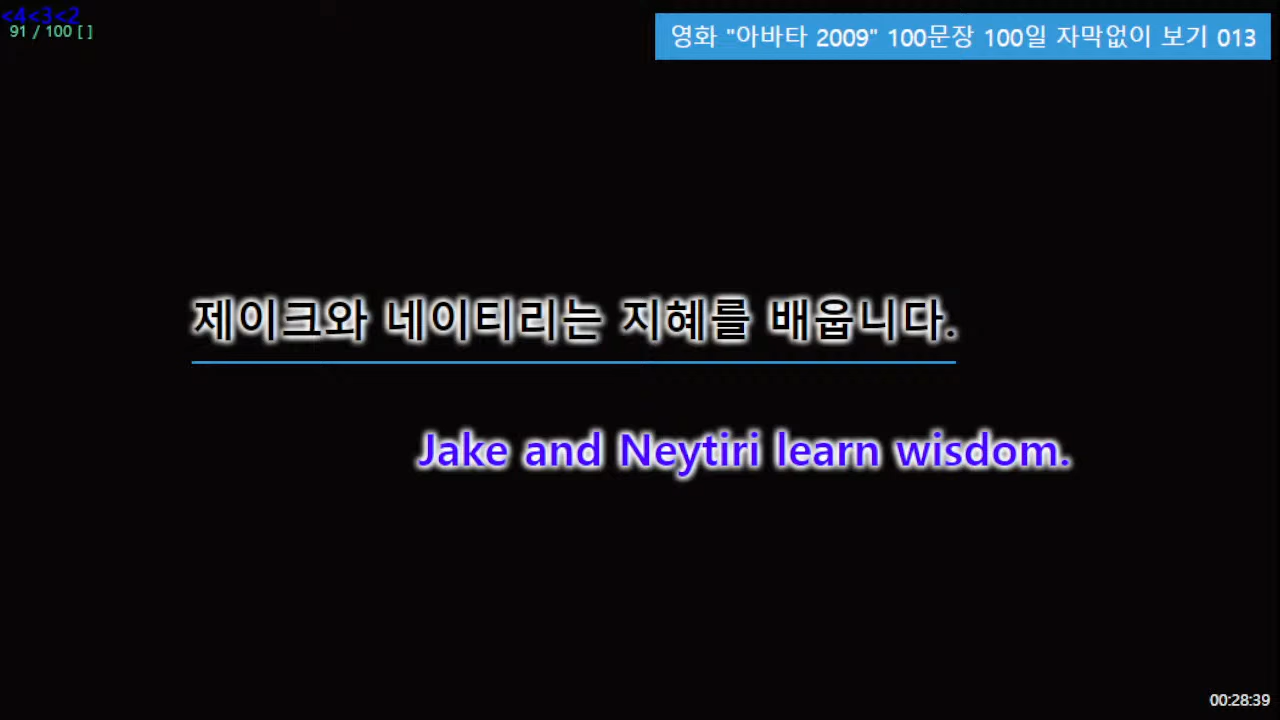 <4<3<2
91 / 100 [ ]
영화 "아바타 2009" 100문장 100일 자막없이 보기 013
제이크와 네이티리는 지혜를 배웁니다.
Jake and Neytiri learn wisdom.
00:28:39